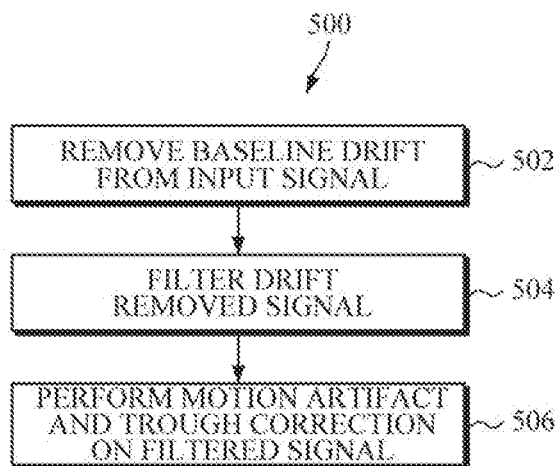 500
REMOVE BASELINE DRIFT
FROM INPUT SIGNAL
502
FILTER DRIFT
REMOVED SIGNAL
504
PERFORM MOTION ARTIFACT
AND TROUGH CORRECTION
ON FILTERED SIGNAL
506